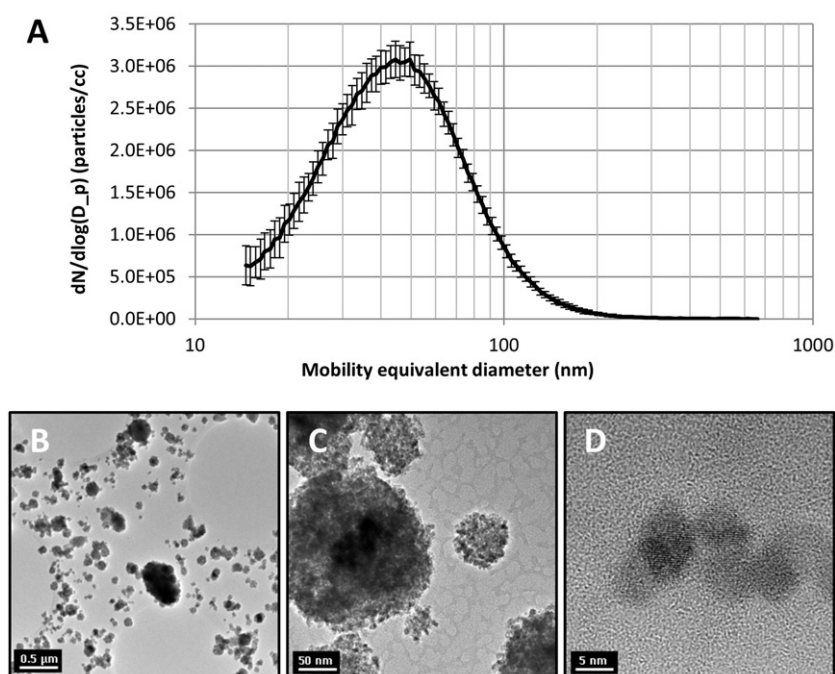 A
dN/dlog(D_p) (particles/cc)
3.5E+06
3.0E+06
2.5E+06
2.0E+06
1.5E+06
1.0E+06
5.0E+05
0.0E+00
10
100
1000
Mobility equivalent diameter (nm)
B
0.5 µm
C
50 nm
D
5 nm